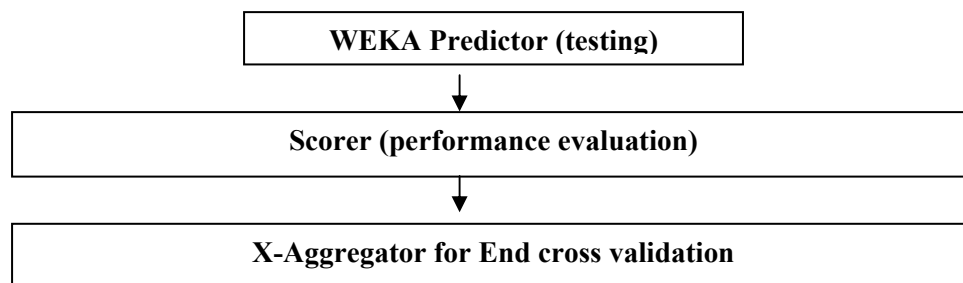 WEKA Predictor (testing)
Scorer (performance evaluation)
X-Aggregator for End cross validation